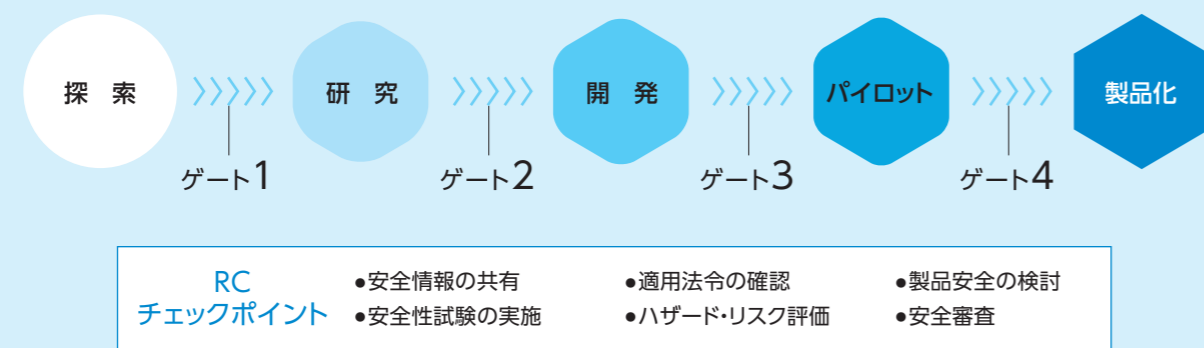 探 索
研 究
開 発
パイロット
製品化
ゲート1
ゲート2
ゲート3
ゲート4
RC
チェックポイント
●安全情報の共有
●適用法令の確認
●製品安全の検討
●安全性試験の実施
●ハザード・リスク評価
●安全審査